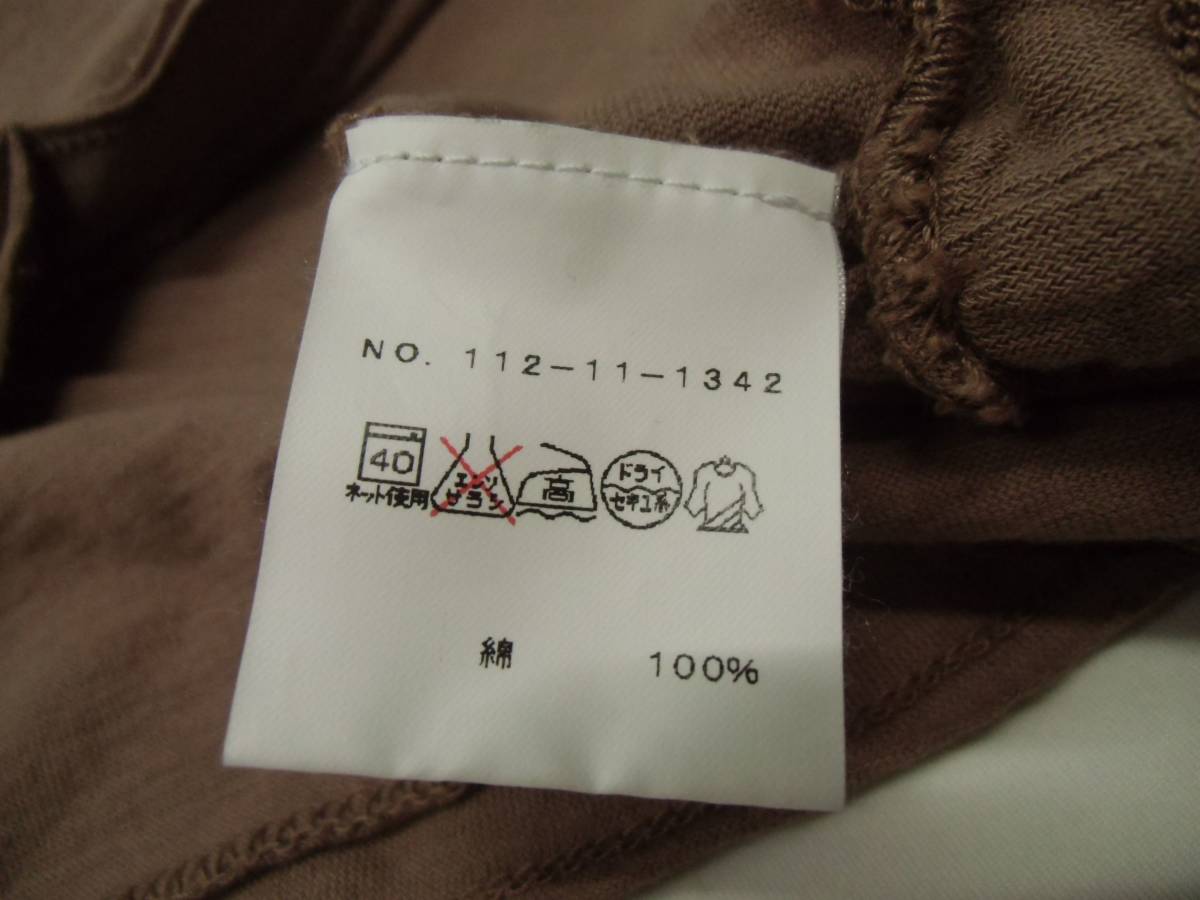 NO. 112-11-1342
40
ネット使用
エンソ
サラシ
高
ドライ
セキユ系
綿 100%